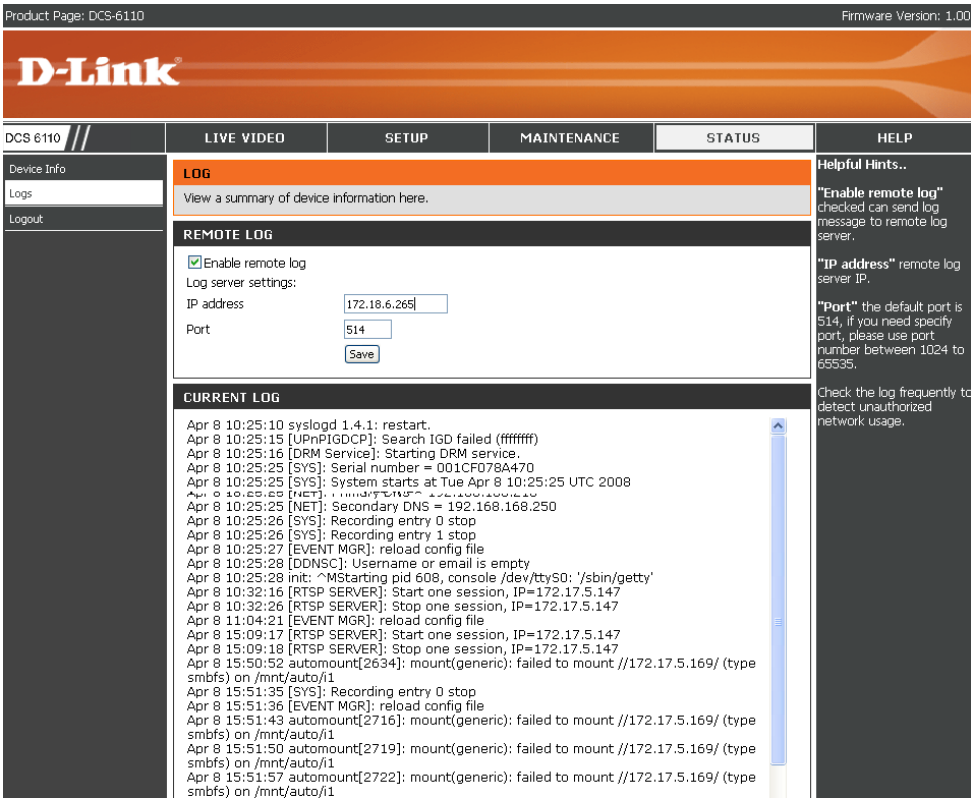 Product Page: DCS-6110
Firmware Version: 1.00
D-Link®
DCS 6110
LIVE VIDEO
SETUP
MAINTENANCE
STATUS
HELP
Device Info
Logs
Logout
LOG
View a summary of device information here.
REMOTE LOG
Enable remote log
Log server settings:
IP address
172.18.6.265
Port
514
Save
CURRENT LOG
Apr 8 10:25:10 syslogd 1.4.1: restart.
Apr 8 10:25:15 [UPnPIGDCP]: Search IGD failed (ffffffff)
Apr 8 10:25:16 [DRM Service]: Starting DRM service.
Apr 8 10:25:25 [SYS]: Serial number = 001CF078A470
Apr 8 10:25:25 [SYS]: System starts at Tue Apr 8 10:25:25 UTC 2008
Apr 8 10:25:25 [NET]:
Apr 8 10:25:25 [NET]: Secondary DNS = 192.168.168.250
Apr 8 10:25:26 [SYS]: Recording entry 0 stop
Apr 8 10:25:26 [SYS]: Recording entry 1 stop
Apr 8 10:25:27 [EVENT MGR]: reload config file
Apr 8 10:25:28 [DDNSC]: Username or email is empty
Apr 8 10:25:28 init: ^MStarting pid 608, console /dev/ttyS0: '/sbin/getty'
Apr 8 10:32:16 [RTSP SERVER]: Start one session, IP=172.17.5.147
Apr 8 10:32:26 [RTSP SERVER]: Stop one session, IP=172.17.5.147
Apr 8 11:04:21 [EVENT MGR]: reload config file
Apr 8 15:09:17 [RTSP SERVER]: Start one session, IP=172.17.5.147
Apr 8 15:09:18 [RTSP SERVER]: Stop one session, IP=172.17.5.147
Apr 8 15:50:52 automount[2634]: mount(generic): failed to mount //172.17.5.169/ (type
smbfs) on /mnt/auto/i1
Apr 8 15:51:35 [SYS]: Recording entry 0 stop
Apr 8 15:51:36 [EVENT MGR]: reload config file
Apr 8 15:51:43 automount[2716]: mount(generic): failed to mount //172.17.5.169/ (type
smbfs) on /mnt/auto/i1
Apr 8 15:51:50 automount[2719]: mount(generic): failed to mount //172.17.5.169/ (type
smbfs) on /mnt/auto/i1
Apr 8 15:51:57 automount[2722]: mount(generic): failed to mount //172.17.5.169/ (type
smbfs) on /mnt/auto/i1
Helpful Hints..
"Enable remote log"
checked can send log
message to remote log
server.
"IP address" remote log
server IP.
"Port" the default port is
514, if you need specify
port, please use port
number between 1024 to
65535.
Check the log frequently to
detect unauthorized
network usage.